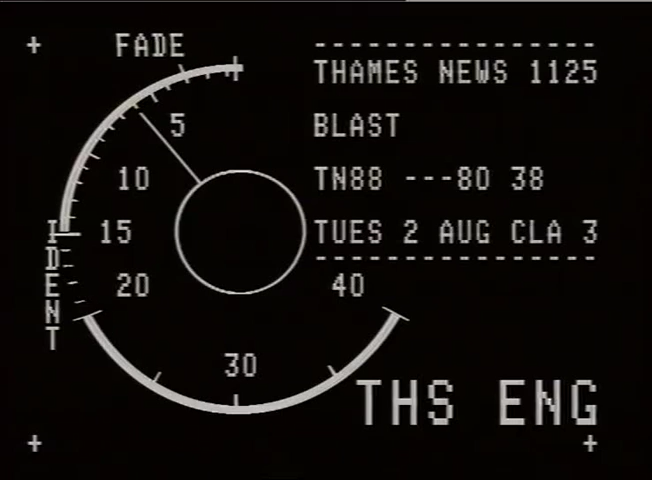 FADE
---------------
THAMES NEWS 1125
5
BLAST
10
TN88 ---80 38
IDENT
15
TUES 2 AUG CLA 3
---------------
20
40
30
THS ENG